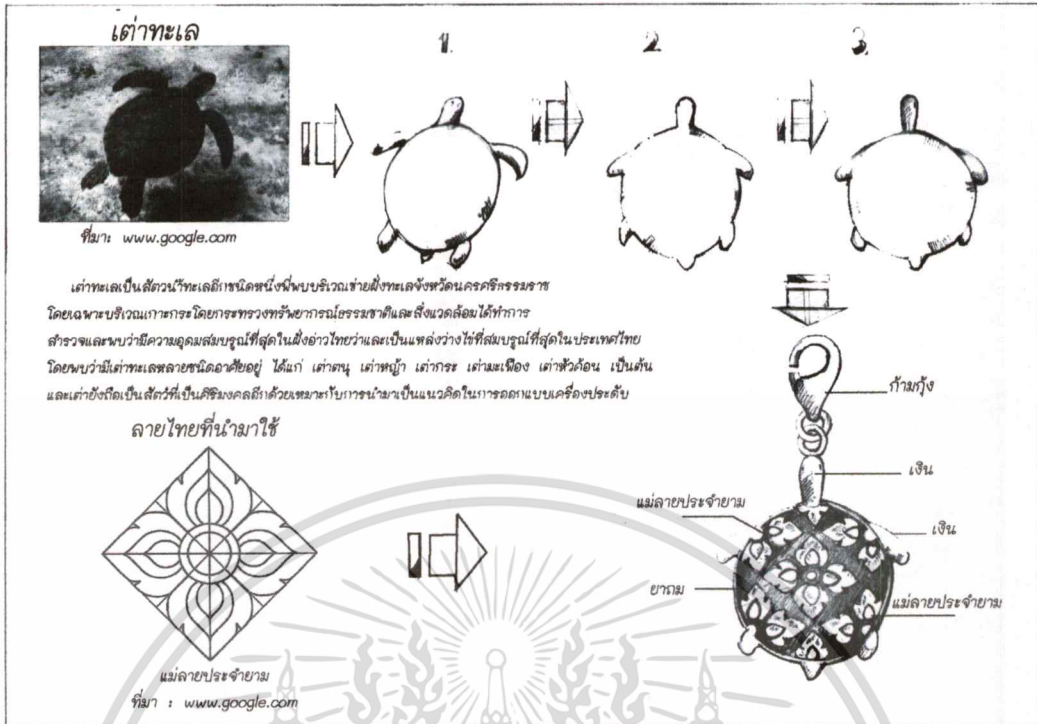 เต่าทะเล
1.
2.
3.
ที่มา: www.google.com
เต่าทะเลเป็นสัตวน้ำทะเลอีกชนิดหนึ่งที่พบบริเวณชายฝั่งทะเลจังหวัดนครศรีธรรมราช
โดยเฉพาะบริเวณเกาะกระโดยกระทรวงทรัพยากรณ์ธรรมชาติและสิ่งแวดล้อมได้ทำการ
สำรวจและพบว่ามีความอุดมสมบรูณ์ที่สุดในฝั่งอ่าวไทยว่าและเป็นแหล่งวางไข่ที่สมบรูณ์ที่สุดในประเทศไทย
โดยพบว่ามีเต่าทะเลหลายชนิดอาศัยอยู่ ได้แก่ เต่าตนุ เต่าหญ้า เต่ากระ เต่ามะเฟือง เต่าหัวค้อน เป็นต้น
และเต่ายังถือเป็นสัตว์ที่เป็นศิริมงคลอีกด้วยเหมาะกับการนำมาเป็นแนวคิดในการออกแบบเครื่องประดับ
ก้ามกุ้ง
เงิน
แม่ลายประจำยาม
เงิน
ยาถม
แม่ลายประจำยาม
ลายไทยที่นำมาใช้
แม่ลายประจำยาม
ที่มา : www.google.com